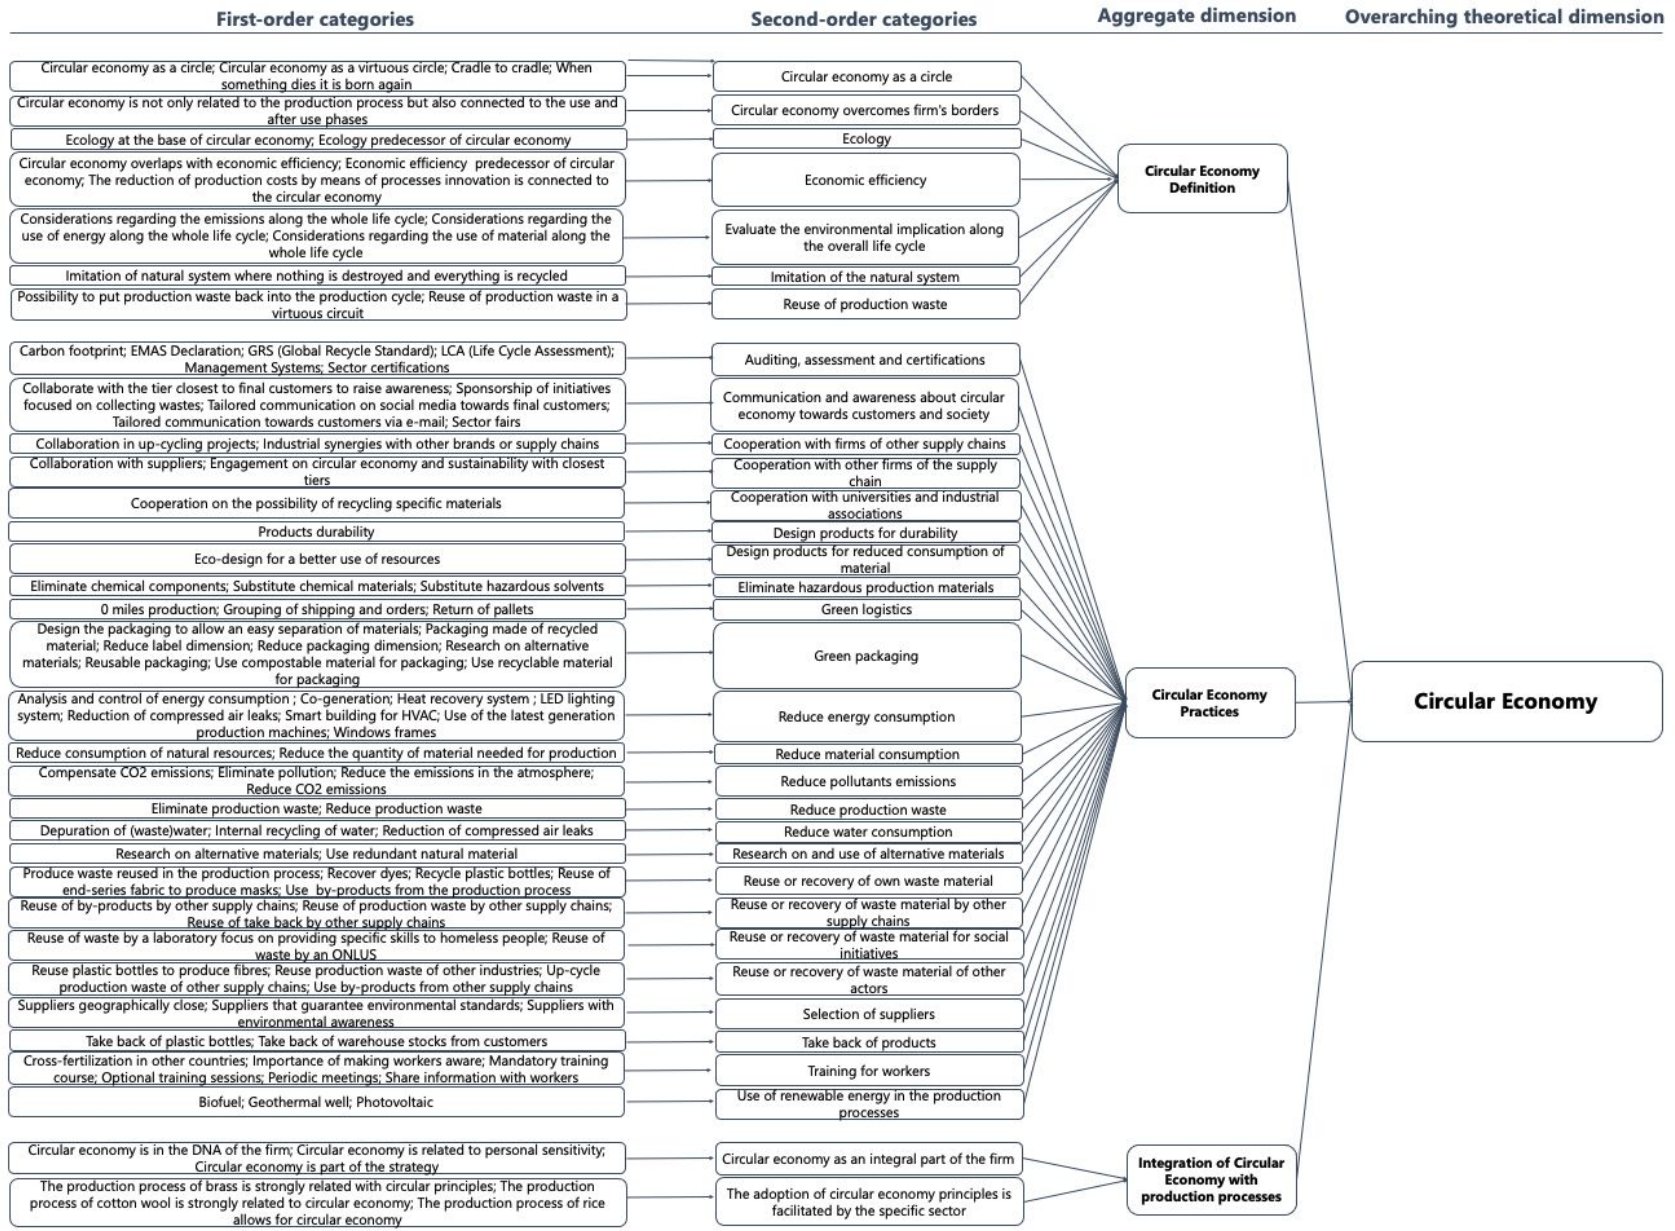 First-order categories
Second-order categories
Aggregate dimension
Overarching theoretical dimension
Circular economy as a circle; Circular economy as a virtuous circle; Cradle to cradle; When
something dies it is born again
Circular economy as a circle
Circular economy is not only related to the production process but also connected to the use and
after use phases
Circular economy overcomes firm's borders
Ecology at the base of circular economy; Ecology predecessor of circular economy
Ecology
Circular economy overlaps with economic efficiency; Economic efficiency predecessor of circular
economy; The reduction of production costs by means of processes innovation is connected to
the circular economy
Economic efficiency
Considerations regarding the emissions along the whole life cycle; Considerations regarding the
use of energy along the whole life cycle; Considerations regarding the use of material along the
whole life cycle
Evaluate the environmental implication along
the overall life cycle
Imitation of natural system where nothing is destroyed and everything is recycled
Imitation of the natural system
Possibility to put production waste back into the production cycle; Reuse of production waste in a
virtuous circuit
Reuse of production waste
Circular Economy
Definition
Carbon footprint; EMAS Declaration; GRS (Global Recycle Standard); LCA (Life Cycle Assessment);
Management Systems; Sector certifications
Auditing, assessment and certifications
Collaborate with the tier closest to final customers to raise awareness; Sponsorship of initiatives
focused on collecting wastes; Tailored communication on social media towards final customers;
Tailored communication towards customers via e-mail; Sector fairs
Communication and awareness about circular
economy towards customers and society
Collaboration in up-cycling projects; Industrial synergies with other brands or supply chains
Cooperation with firms of other supply chains
Collaboration with suppliers; Engagement on circular economy and sustainability with closest
tiers
Cooperation with other firms of the supply
chain
Cooperation on the possibility of recycling specific materials
Cooperation with universities and industrial
associations
Products durability
Design products for durability
Eco-design for a better use of resources
Design products for reduced consumption of
material
Eliminate chemical components; Substitute chemical materials; Substitute hazardous solvents
Eliminate hazardous production materials
0 miles production; Grouping of shipping and orders; Return of pallets
Green logistics
Design the packaging to allow an easy separation of materials; Packaging made of recycled
material; Reduce label dimension; Reduce packaging dimension; Research on alternative
materials; Reusable packaging; Use compostable material for packaging; Use recyclable material
for packaging
Green packaging
Analysis and control of energy consumption ; Co-generation; Heat recovery system ; LED lighting
system; Reduction of compressed air leaks; Smart building for HVAC; Use of the latest generation
production machines; Windows frames
Reduce energy consumption
Reduce consumption of natural resources; Reduce the quantity of material needed for production
Reduce material consumption
Compensate CO2 emissions; Eliminate pollution; Reduce the emissions in the atmosphere;
Reduce CO2 emissions
Reduce pollutants emissions
Eliminate production waste; Reduce production waste
Reduce production waste
Depuration of (waste)water; Internal recycling of water; Reduction of compressed air leaks
Reduce water consumption
Research on alternative materials; Use redundant natural material
Research on and use of alternative materials
Produce waste reused in the production process; Recover dyes; Recycle plastic bottles; Reuse of
end-series fabric to produce masks; Use by-products from the production process
Reuse or recovery of own waste material
Reuse of by-products by other supply chains; Reuse of production waste by other supply chains;
Reuse of take back by other supply chains
Reuse or recovery of waste material by other
supply chains
Reuse of waste by a laboratory focus on providing specific skills to homeless people; Reuse of
waste by an ONLUS
Reuse or recovery of waste material for social
initiatives
Reuse plastic bottles to produce fibres; Reuse production waste of other industries; Up-cycle
production waste of other supply chains; Use by-products from other supply chains
Reuse or recovery of waste material of other
actors
Suppliers geographically close; Suppliers that guarantee environmental standards; Suppliers with
environmental awareness
Selection of suppliers
Take back of plastic bottles; Take back of warehouse stocks from customers
Take back of products
Cross-fertilization in other countries; Importance of making workers aware; Mandatory training
course; Optional training sessions; Periodic meetings; Share information with workers
Training for workers
Biofuel; Geothermal well; Photovoltaic
Use of renewable energy in the production
processes
Circular Economy
Practices
Circular Economy
Circular economy is in the DNA of the firm; Circular economy is related to personal sensitivity;
Circular economy is part of the strategy
Circular economy as an integral part of the firm
The production process of brass is strongly related with circular principles; The production
process of cotton wool is strongly related to circular economy; The production process of rice
allows for circular economy
The adoption of circular economy principles is
facilitated by the specific sector
Integration of Circular
Economy with
production processes